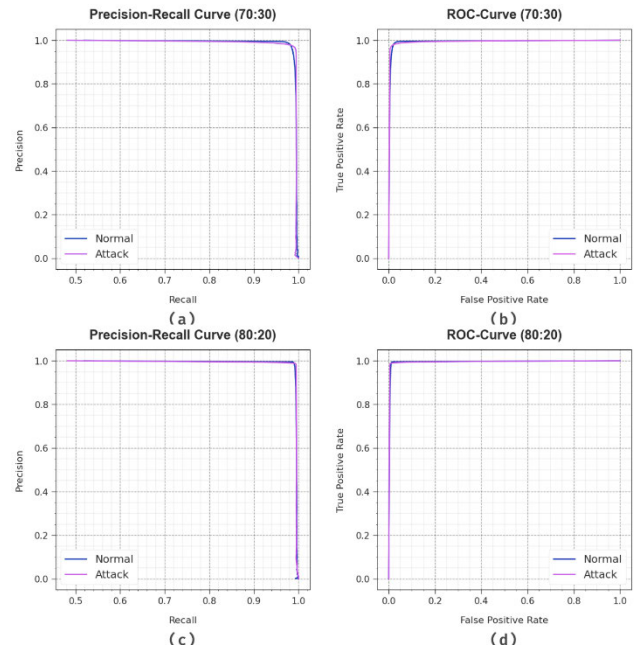 Precision-Recall Curve (70:30)
1.0
0.8
0.6
0.4
0.2
0.0
Precision
Normal
Attack
0.5 0.6 0.7 0.8 0.9 1.0
Recall
(a)
ROC-Curve (70:30)
1.0
0.8
0.6
0.4
0.2
0.0
True Positive Rate
Normal
Attack
0.0 0.2 0.4 0.6 0.8 1.0
False Positive Rate
(b)
Precision-Recall Curve (80:20)
1.0
0.8
0.6
0.4
0.2
0.0
Precision
Normal
Attack
0.5 0.6 0.7 0.8 0.9 1.0
Recall
(c)
ROC-Curve (80:20)
1.0
0.8
0.6
0.4
0.2
0.0
True Positive Rate
Normal
Attack
0.0 0.2 0.4 0.6 0.8 1.0
False Positive Rate
(d)